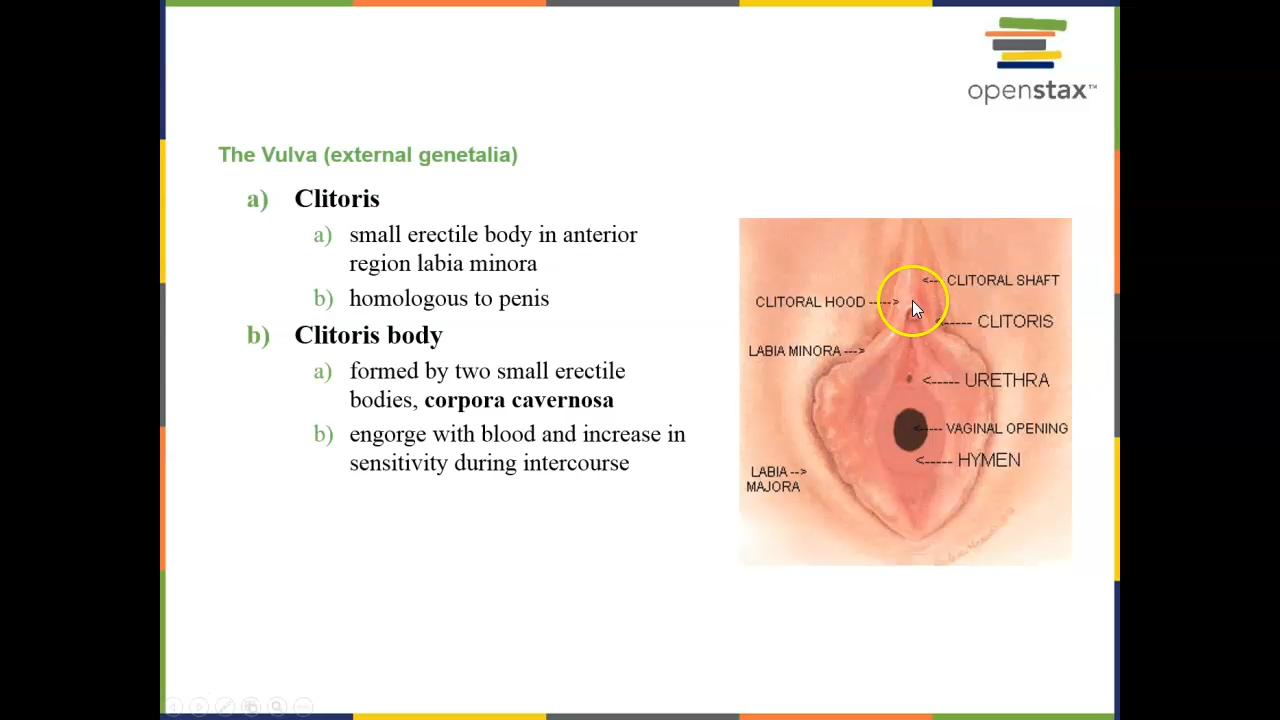 openstax™
The Vulva (external genetalia)
a) Clitoris
a) small erectile body in anterior
region labia minora
b) homologous to penis
b) Clitoris body
a) formed by two small erectile
bodies, corpora cavernosa
b) engorge with blood and increase in
sensitivity during intercourse
<-- CLITORAL SHAFT
CLITORAL HOOD ----->
<----- CLITORIS
LABIA MINORA --->
<----- URETHRA
<----- VAGINAL OPENING
<----- HYMEN
LABIA -->
MAJORA